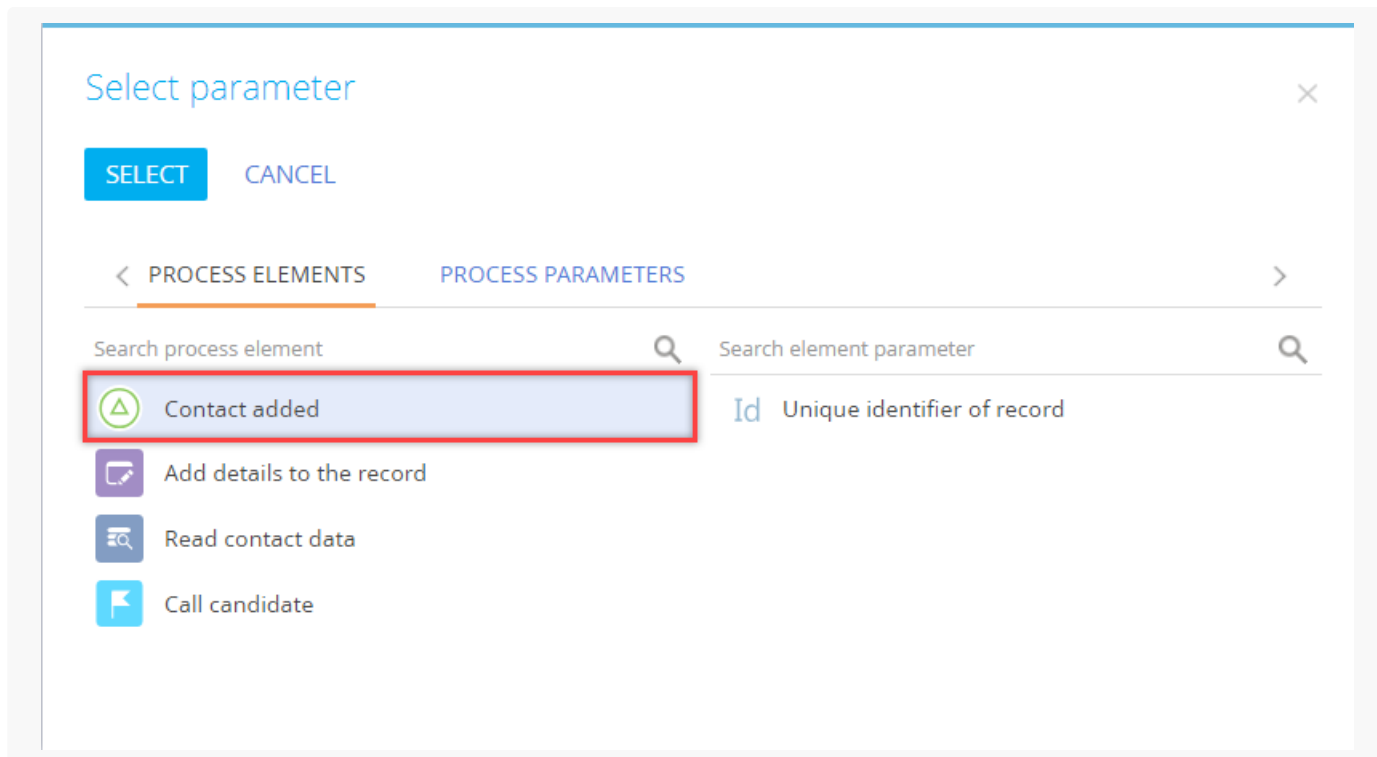 Select parameter
SELECT CANCEL
PROCESS ELEMENTS PROCESS PARAMETERS
Search process element Search element parameter
Contact added Id Unique identifier of record
Add details to the record
Read contact data
Call candidate